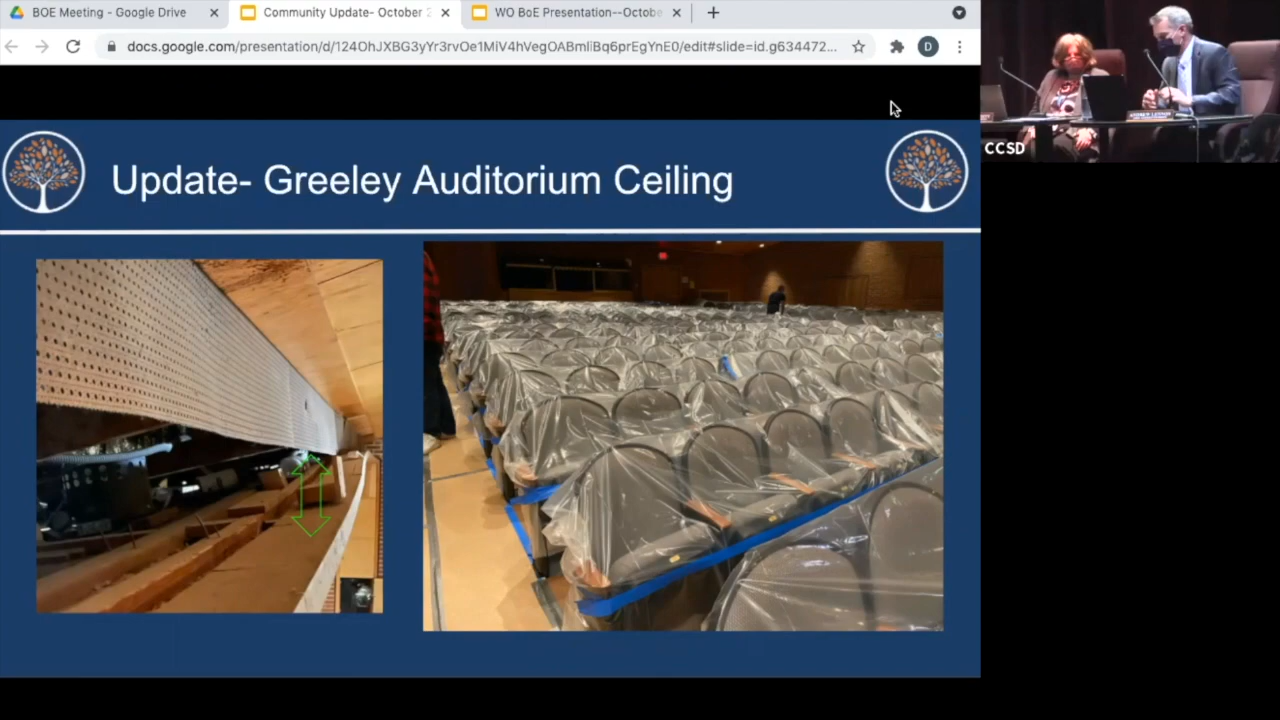 BOE Meeting - Google Drive
Community Update- October 2
WO BoE Presentation--Octobe
docs.google.com/presentation/d/124OhJXBG3yYr3rvOe1MiV4hVegOABmliBq6prEgYnE0/edit#slide=id.g634472...
D
CCSD
Update- Greeley Auditorium Ceiling